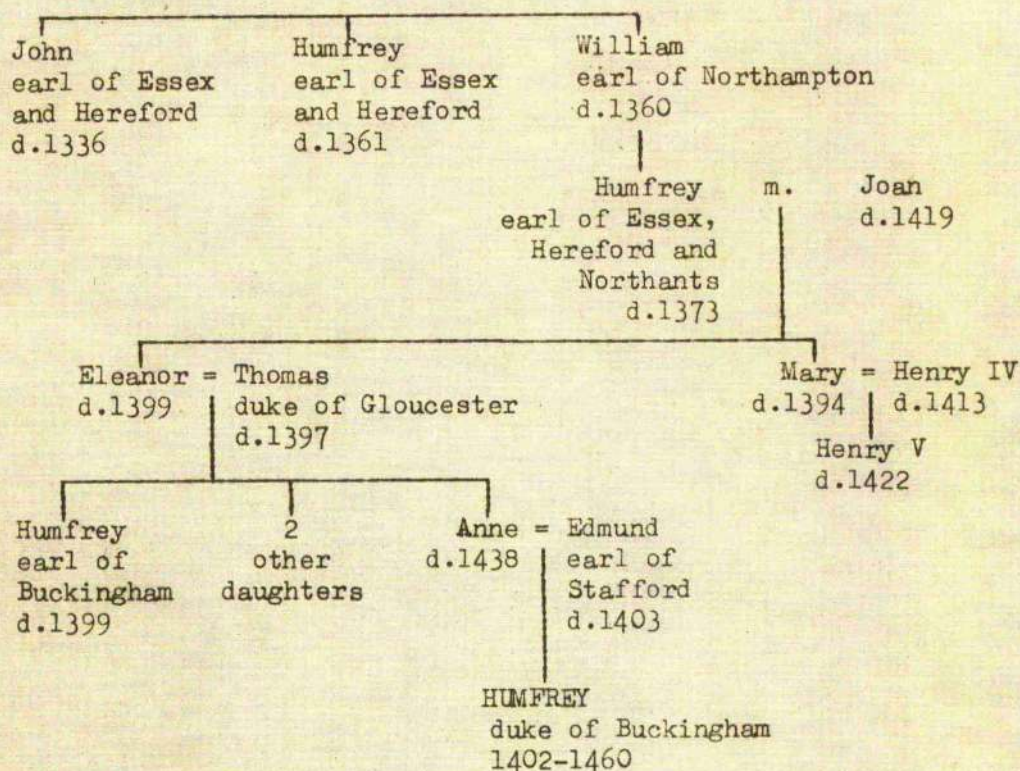 John
earl of Essex
and Hereford
d.1336
Humfrey
earl of Essex
and Hereford
d.1361
William
earl of Northampton
d.1360
Humfrey m. Joan
earl of Essex, d.1419
Hereford and
Northants
d.1373
Eleanor = Thomas
d.1399 duke of Gloucester
d.1397
Mary = Henry IV
d.1394 d.1413
Henry V
d.1422
Humfrey
earl of
Buckingham
d.1399
2
other
daughters
Anne = Edmund
d.1438 earl of
Stafford
d.1403
HUMFREY
duke of Buckingham
1402-1460